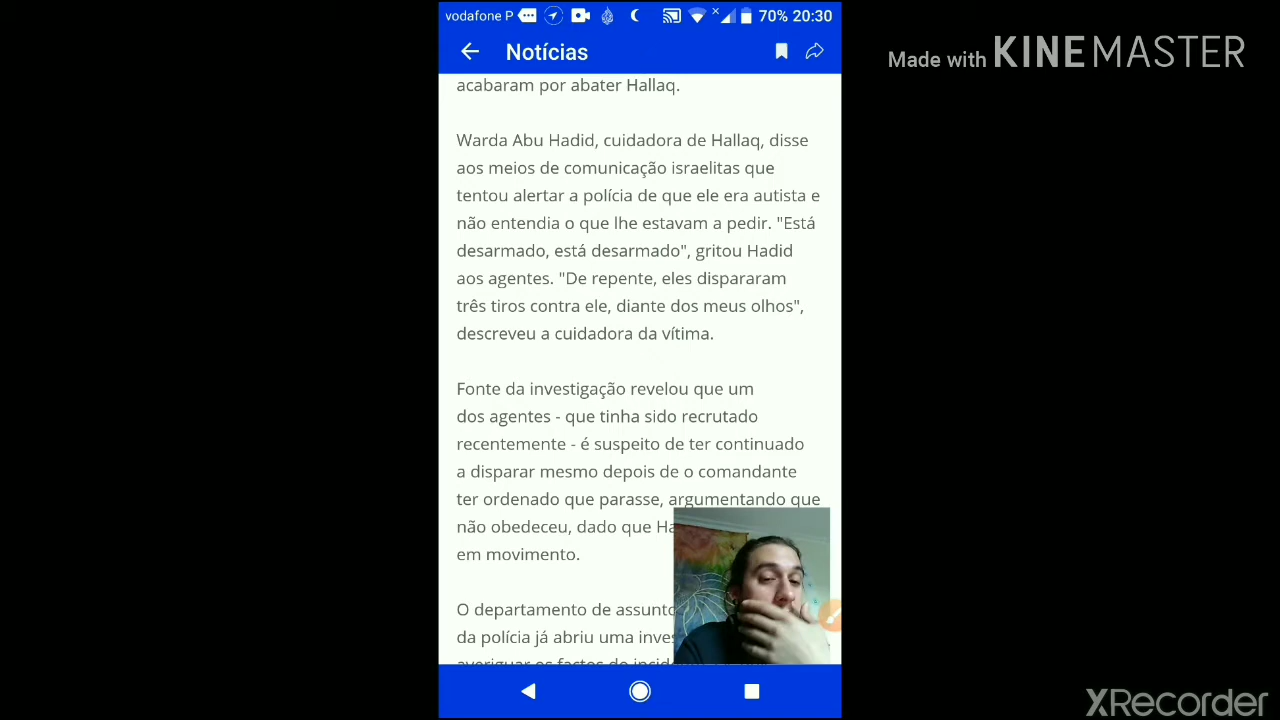 vodafone P
70% 20:30
Notícias
Made with KINEMASTER
acabaram por abater Hallaq.
Warda Abu Hadid, cuidadora de Hallaq, disse
aos meios de comunicação israelitas que
tentou alertar a polícia de que ele era autista e
não entendia o que lhe estavam a pedir. "Está
desarmado, está desarmado", gritou Hadid
aos agentes. "De repente, eles dispararam
três tiros contra ele, diante dos meus olhos",
descreveu a cuidadora da vítima.
Fonte da investigação revelou que um
dos agentes - que tinha sido recrutado
recentemente - é suspeito de ter continuado
a disparar mesmo depois de o comandante
ter ordenado que parasse, argumentando que
não obedeceu, dado que
em movimento.
O departamento de
da polícia já abriu uma
averiguar os factos do
XRecorder